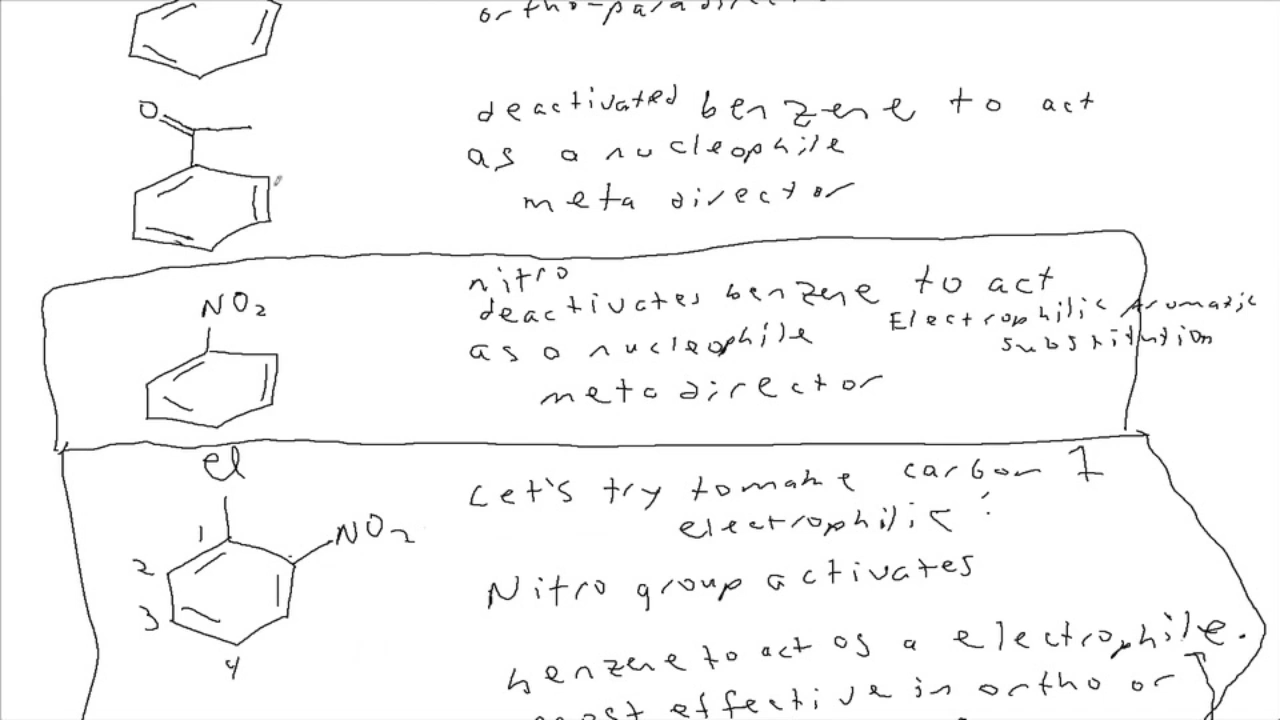 ortho-para
O
deactivated benzene to act
as a nucleophile
meta director
NO2
nitro
deactivates benzene to act
Electrophilic Aromatic
substitution
as a nucleophile
meta director
Cl
1
NO2
2
3
4
Let's try to make carbon 1
electrophilic:
Nitro group activates
benzene to act as a electrophile.
most effective in ortho or